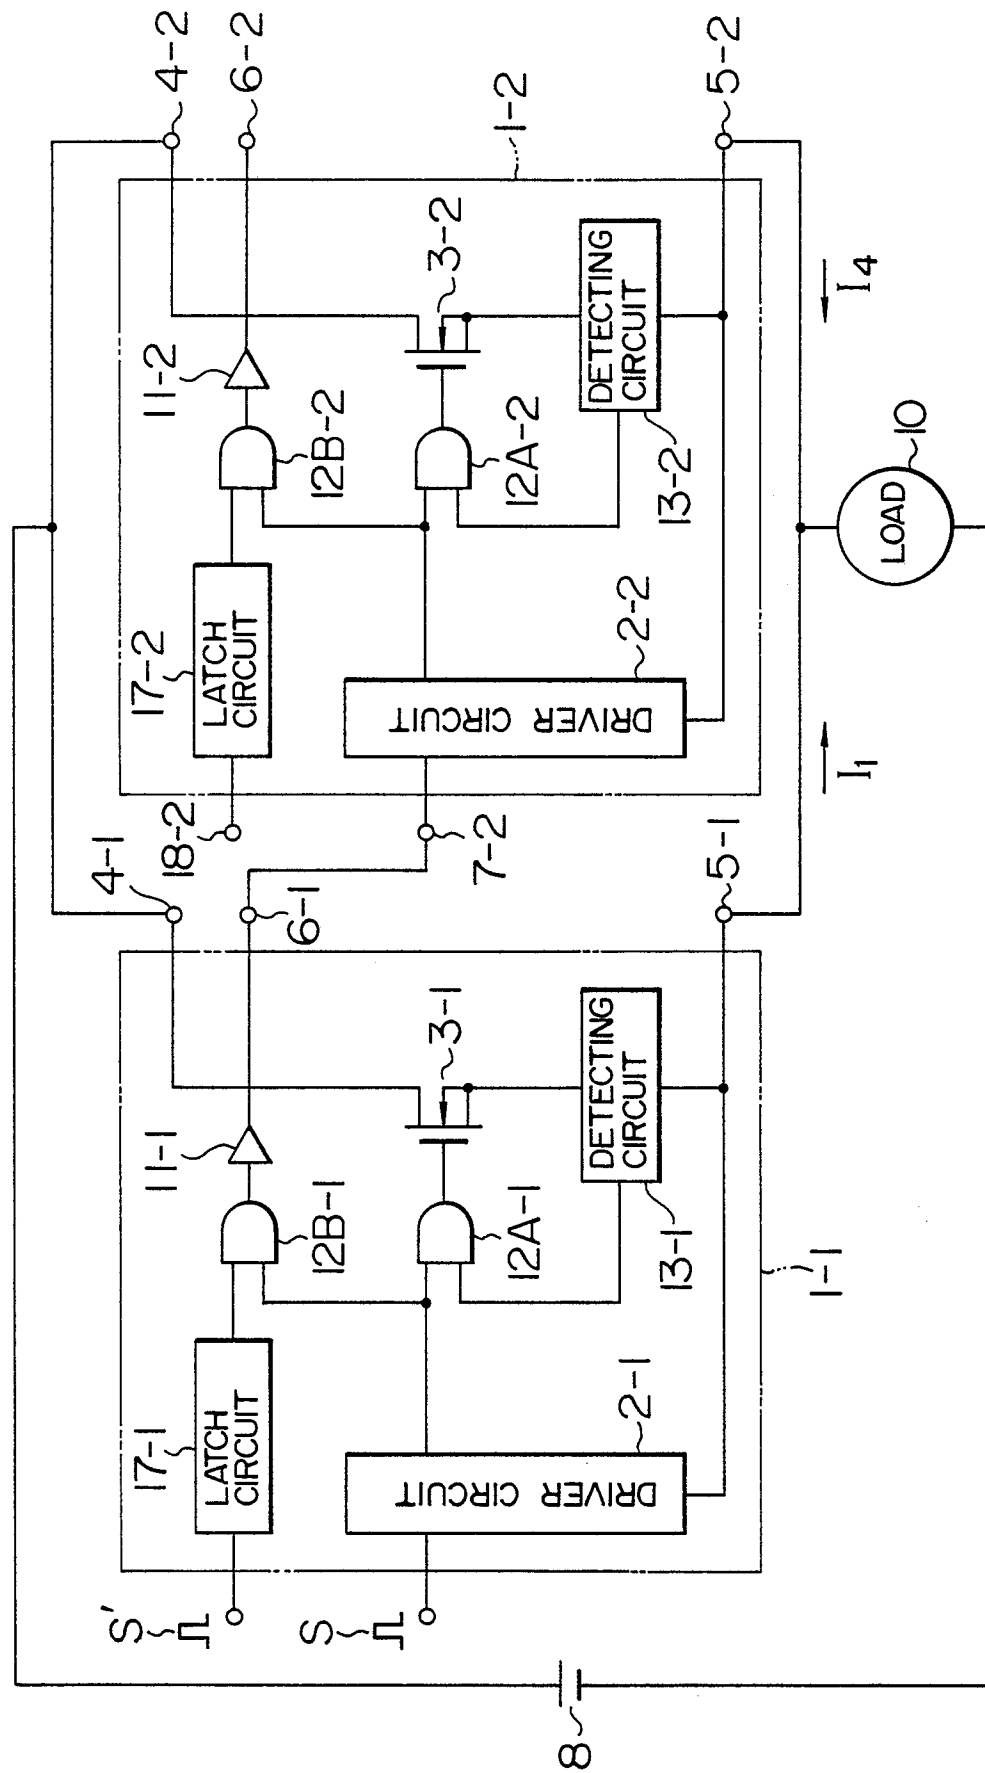 4-2
6-2
5-2
1-2
11-2
3-2
DETECTING
CIRCUIT
12B-2
12A-2
13-2
17-2
LATCH
CIRCUIT
2-2
DRIVER CIRCUIT
18-2
7-2
I4
LOAD
10
I1
4-1
6-1
5-1
11-1
3-1
DETECTING
CIRCUIT
12B-1
12A-1
13-1
1-1
17-1
LATCH
CIRCUIT
2-1
DRIVER CIRCUIT
S'
S
8